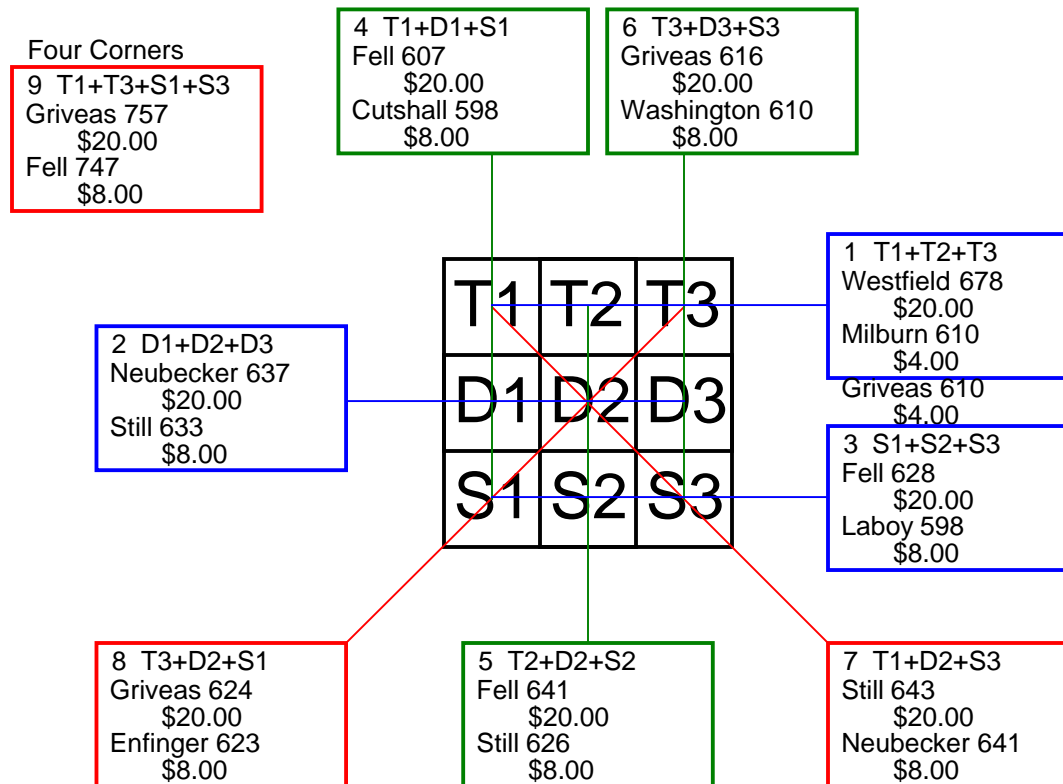 Four Corners
9 T1+T3+S1+S3
Griveas 757
$20.00
Fell 747
$8.00
4 T1+D1+S1
Fell 607
$20.00
Cutshall 598
$8.00
6 T3+D3+S3
Griveas 616
$20.00
Washington 610
$8.00
1 T1+T2+T3
Westfield 678
$20.00
Milburn 610
$4.00
Griveas 610
$4.00
2 D1+D2+D3
Neubecker 637
$20.00
Still 633
$8.00
T1 T2 T3
D1 D2 D3
S1 S2 S3
3 S1+S2+S3
Fell 628
$20.00
Laboy 598
$8.00
8 T3+D2+S1
Griveas 624
$20.00
Enfinger 623
$8.00
5 T2+D2+S2
Fell 641
$20.00
Still 626
$8.00
7 T1+D2+S3
Still 643
$20.00
Neubecker 641
$8.00